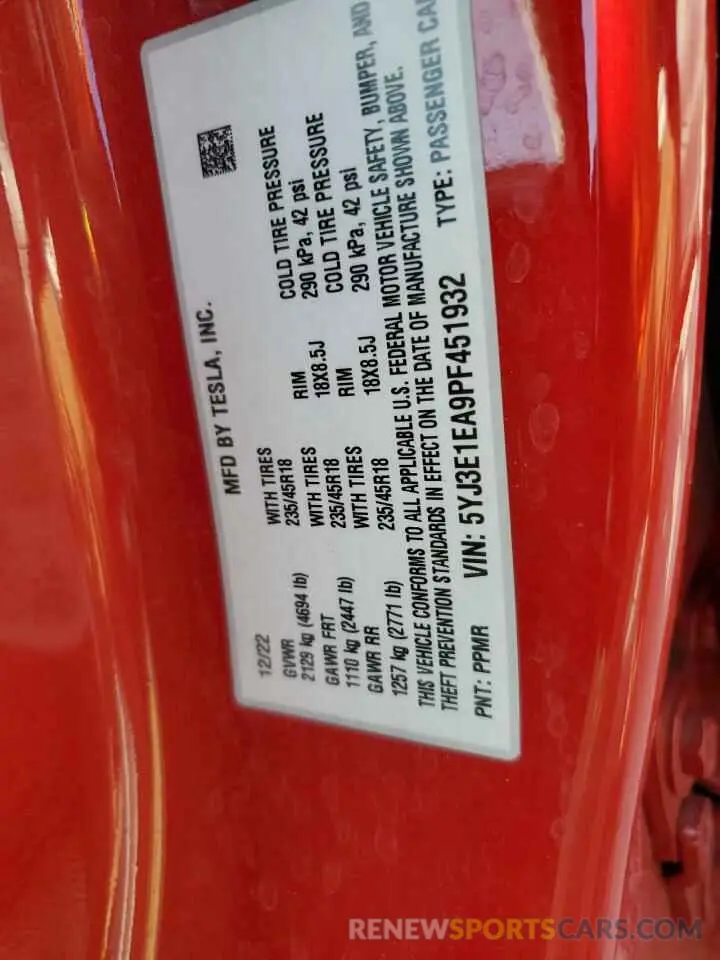 MFD BY TESLA, INC.
12/22
GVWR WITH TIRES RIM COLD TIRE PRESSURE
2129 kg (4694 lb) 235/45R18 18X8.5J 290 kPa, 42 psi
GAWR FRT WITH TIRES RIM COLD TIRE PRESSURE
1110 kg (2447 lb) 235/45R18 18X8.5J 290 kPa, 42 psi
GAWR RR WITH TIRES
1257 kg (2771 lb) 235/45R18
THIS VEHICLE CONFORMS TO ALL APPLICABLE U.S. FEDERAL MOTOR VEHICLE SAFETY, BUMPER, AND
THEFT PREVENTION STANDARDS IN EFFECT ON THE DATE OF MANUFACTURE SHOWN ABOVE.
PNT: PPMR VIN: 5YJ3E1EA9PF451932 TYPE: PASSENGER
RENEWSPORTSCARS.COM